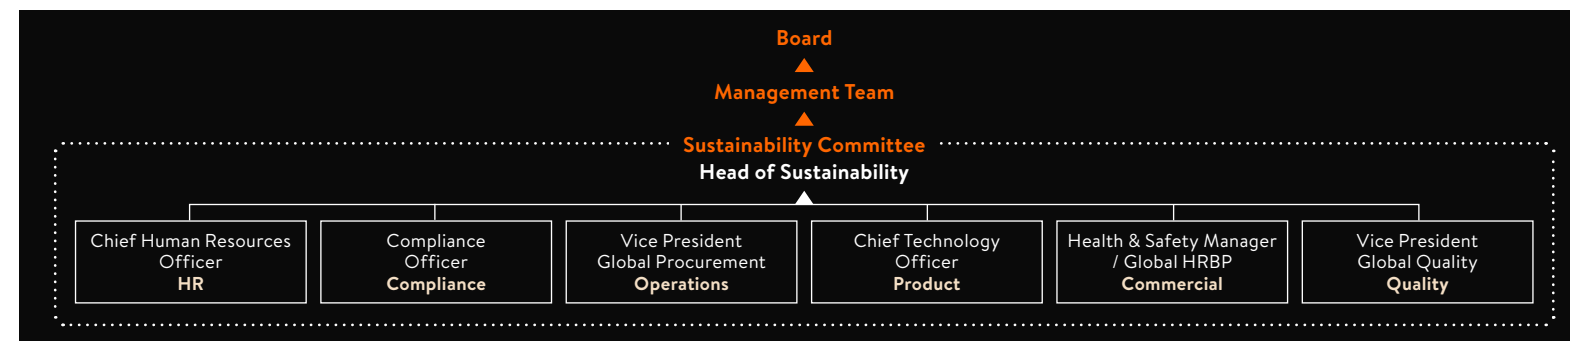 Board
Management Team
Sustainability Committee
Head of Sustainability
Chief Human Resources
Officer
HR
Compliance
Officer
Compliance
Vice President
Global Procurement
Operations
Chief Technology
Officer
Product
Health & Safety Manager
/ Global HRBP
Commercial
Vice President
Global Quality
Quality